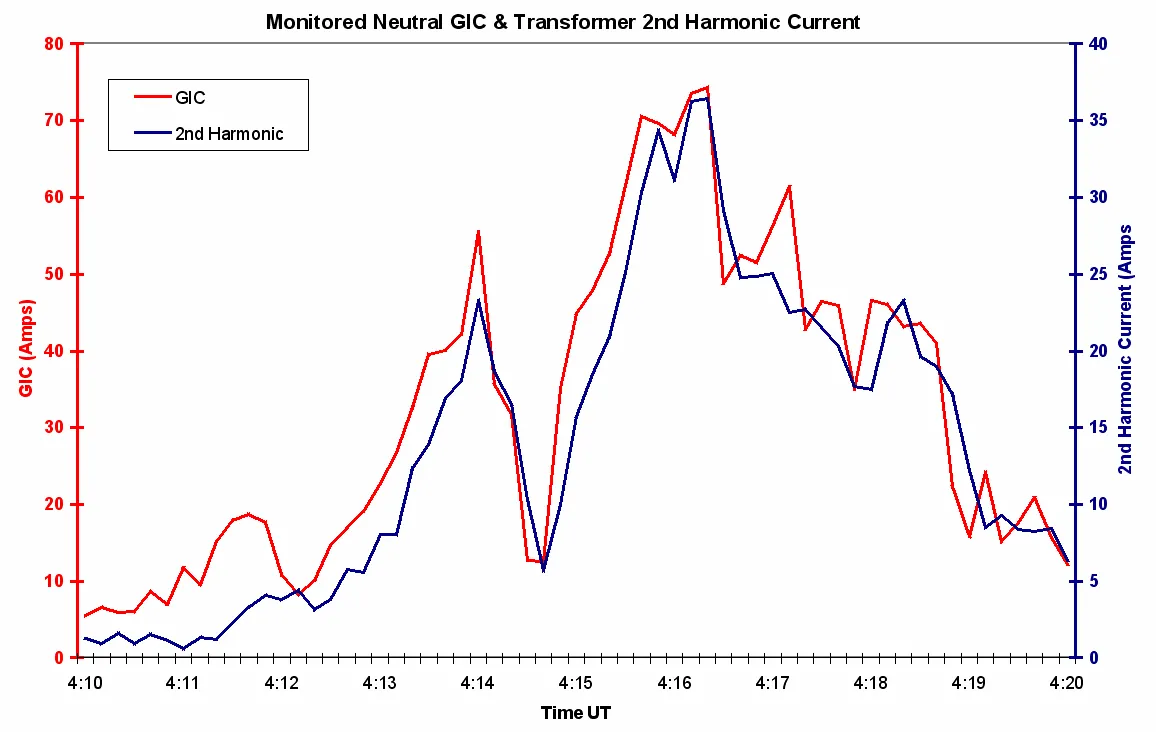 Monitored Neutral GIC & Transformer 2nd Harmonic Current
80
70
60
50
40
30
20
10
0
GIC (Amps)
GIC
2nd Harmonic
40
35
30
25
20
15
10
5
0
2nd Harmonic Current (Amps
4:10 4:11 4:12 4:13 4:14 4:15 4:16 4:17 4:18 4:19 4:20
Time UT